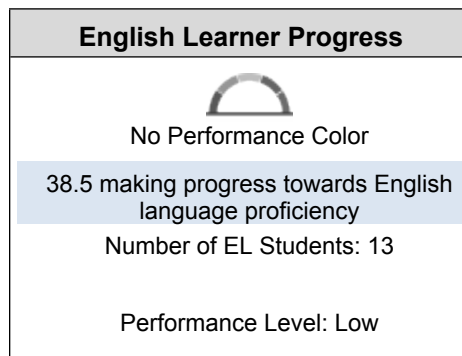 English Learner Progress
No Performance Color
38.5 making progress towards English
language proficiency
Number of EL Students: 13
Performance Level: Low